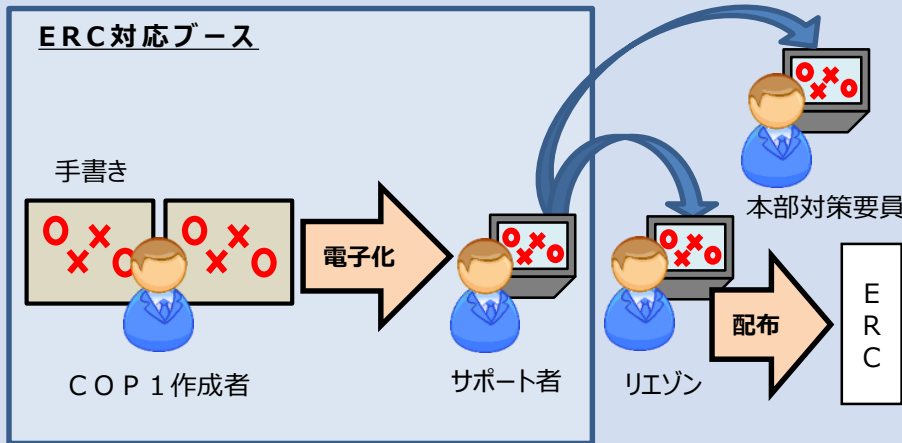 ERC対応ブース
手書き
電子化
本部対策要員
配布
E
R
C
COP1作成者
サポート者
リエゾン